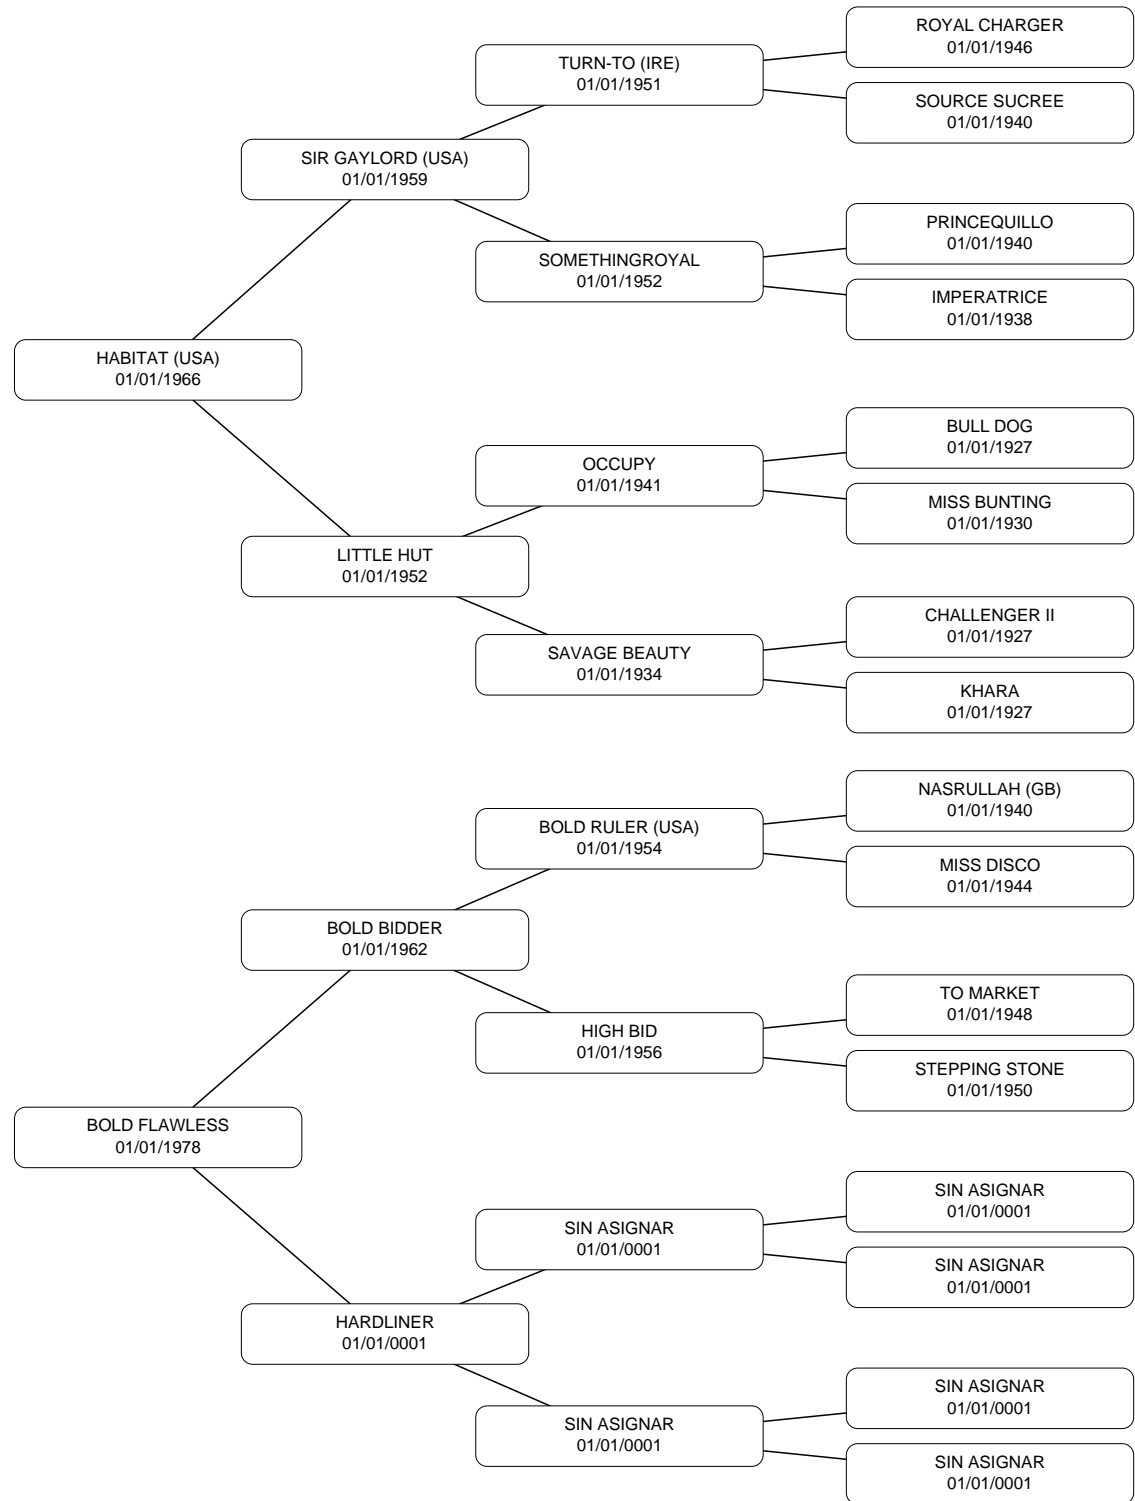 ROYAL CHARGER
01/01/1946
TURN-TO (IRE)
01/01/1951
SOURCE SUCREE
01/01/1940
SIR GAYLORD (USA)
01/01/1959
PRINCEQUILLO
01/01/1940
SOMETHINGROYAL
01/01/1952
IMPERATRICE
01/01/1938
HABITAT (USA)
01/01/1966
BULL DOG
01/01/1927
OCCUPY
01/01/1941
MISS BUNTING
01/01/1930
LITTLE HUT
01/01/1952
CHALLENGER II
01/01/1927
SAVAGE BEAUTY
01/01/1934
KHARA
01/01/1927
NASRULLAH (GB)
01/01/1940
BOLD RULER (USA)
01/01/1954
MISS DISCO
01/01/1944
BOLD BIDDER
01/01/1962
TO MARKET
01/01/1948
HIGH BID
01/01/1956
STEPPING STONE
01/01/1950
BOLD FLAWLESS
01/01/1978
SIN ASIGNAR
01/01/0001
SIN ASIGNAR
01/01/0001
SIN ASIGNAR
01/01/0001
HARDLINER
01/01/0001
SIN ASIGNAR
01/01/0001
SIN ASIGNAR
01/01/0001
SIN ASIGNAR
01/01/0001